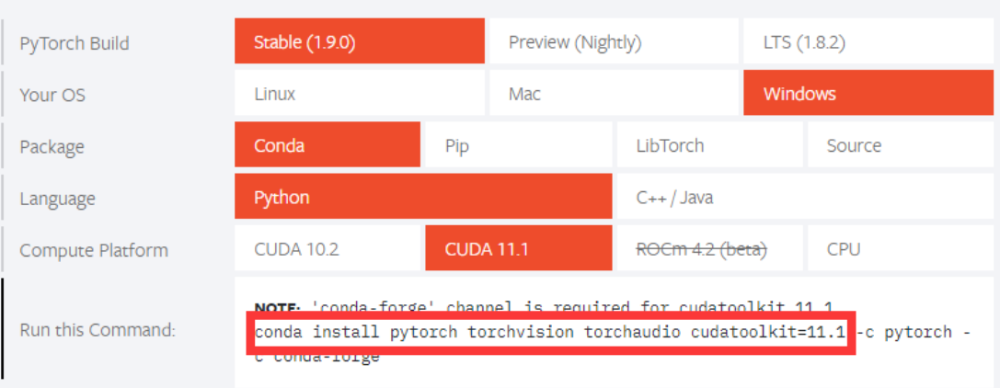 PyTorch Build Stable (1.9.0) Preview (Nightly) LTS (1.8.2)
Your OS Linux Mac Windows
Package Conda Pip LibTorch Source
Language Python C++ / Java
Compute Platform CUDA 10.2 CUDA 11.1 ROCm 4.2 (beta) CPU
NOTE: 'conda-forge' channel is required for cudatoolkit 11.1
Run this Command: conda install pytorch torchvision torchaudio cudatoolkit=11.1 -c pytorch -
c conda-forge